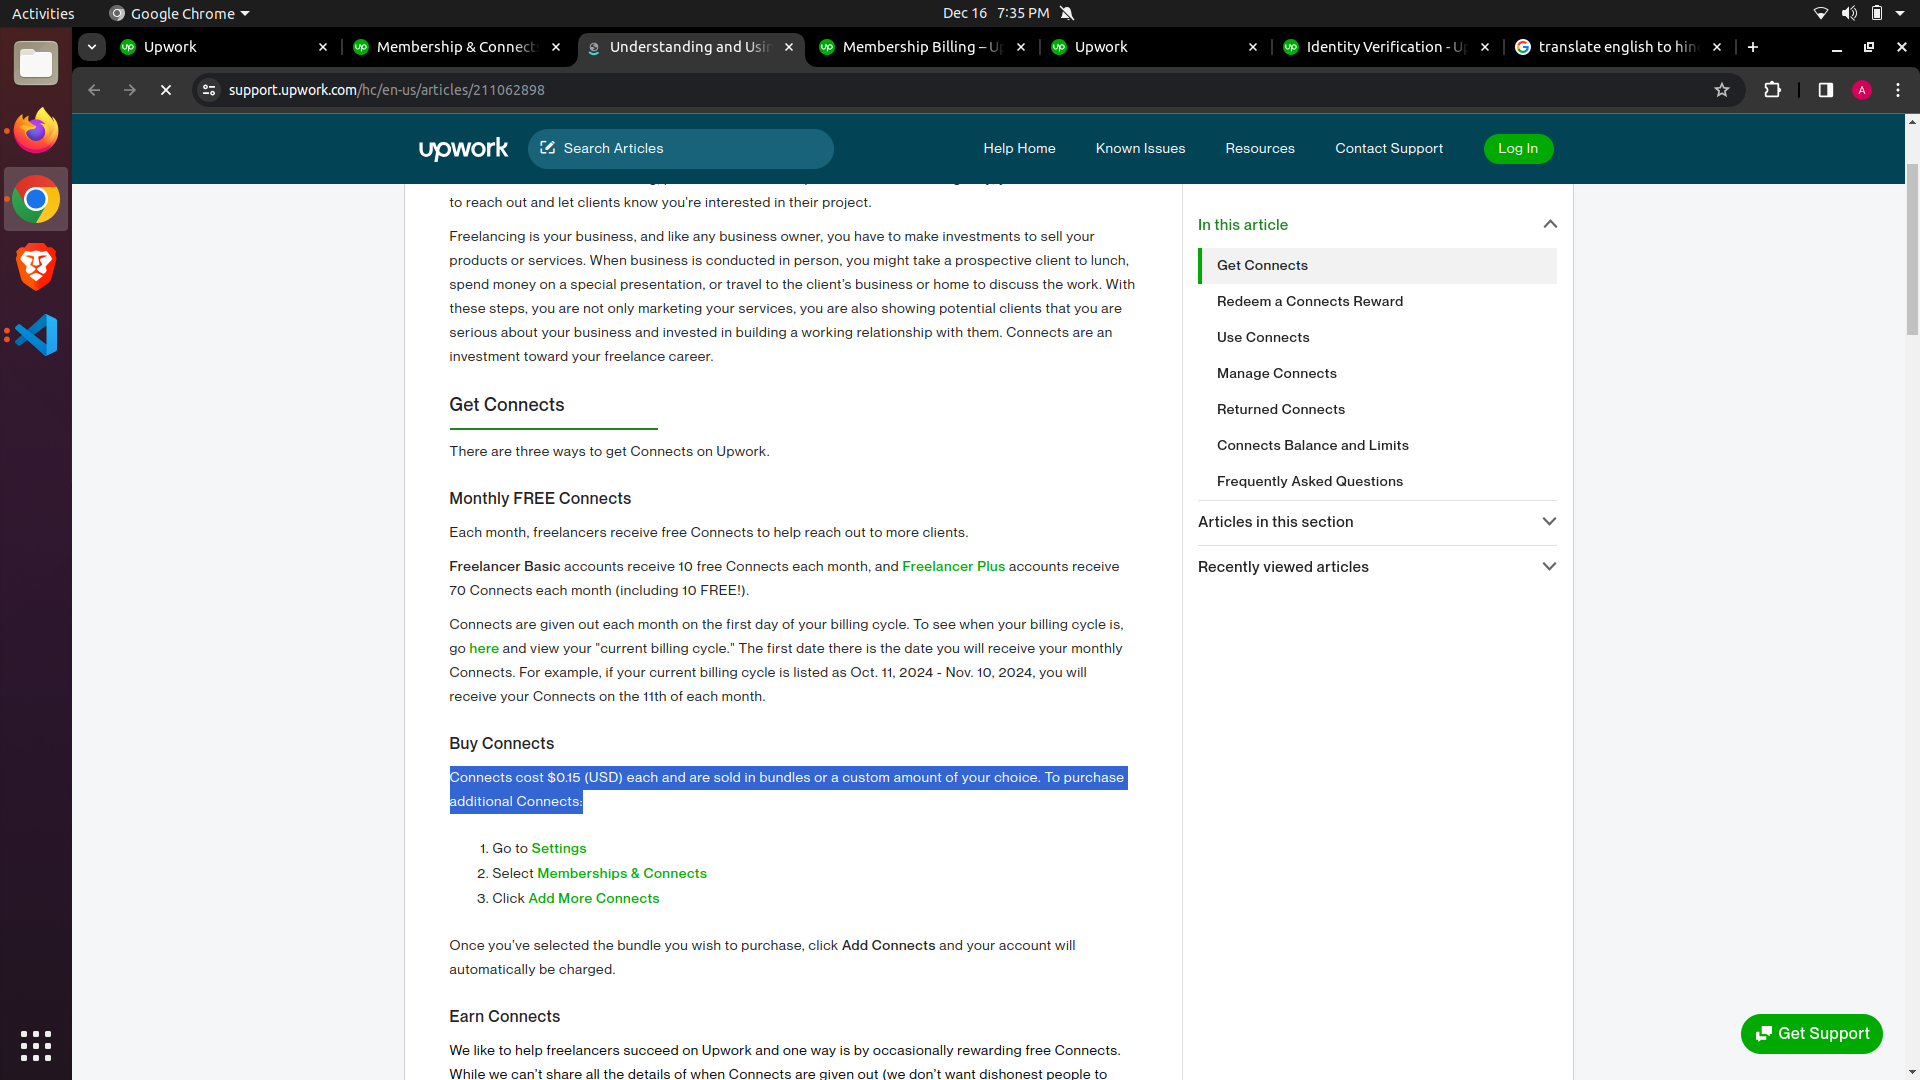 Activities
Google Chrome
Dec 16 7:35 PM
Upwork
Membership & Connect
Understanding and Usin
Membership Billing – U
Upwork
Identity Verification - U
translate english to hin
support.upwork.com/hc/en-us/articles/211062898
A
upwork
Search Articles
Help Home
Known Issues
Resources
Contact Support
Log In
to reach out and let clients know you're interested in their project.
Freelancing is your business, and like any business owner, you have to make investments to sell your
products or services. When business is conducted in person, you might take a prospective client to lunch,
spend money on a special presentation, or travel to the client's business or home to discuss the work. With
these steps, you are not only marketing your services, you are also showing potential clients that you are
serious about your business and invested in building a working relationship with them. Connects are an
investment toward your freelance career.
Get Connects
There are three ways to get Connects on Upwork.
Monthly FREE Connects
Each month, freelancers receive free Connects to help reach out to more clients.
Freelancer Basic accounts receive 10 free Connects each month, and Freelancer Plus accounts receive
70 Connects each month (including 10 FREE!).
Connects are given out each month on the first day of your billing cycle. To see when your billing cycle is,
go here and view your "current billing cycle." The first date there is the date you will receive your monthly
Connects. For example, if your current billing cycle is listed as Oct. 11, 2024 - Nov. 10, 2024, you will
receive your Connects on the 11th of each month.
Buy Connects
Connects cost $0.15 (USD) each and are sold in bundles or a custom amount of your choice. To purchase
additional Connects:
1. Go to Settings
2. Select Memberships & Connects
3. Click Add More Connects
Once you've selected the bundle you wish to purchase, click Add Connects and your account will
automatically be charged.
Earn Connects
We like to help freelancers succeed on Upwork and one way is by occasionally rewarding free Connects.
While we can't share all the details of when Connects are given out (we don't want dishonest people to
In this article
Get Connects
Redeem a Connects Reward
Use Connects
Manage Connects
Returned Connects
Connects Balance and Limits
Frequently Asked Questions
Articles in this section
Recently viewed articles
Get Support